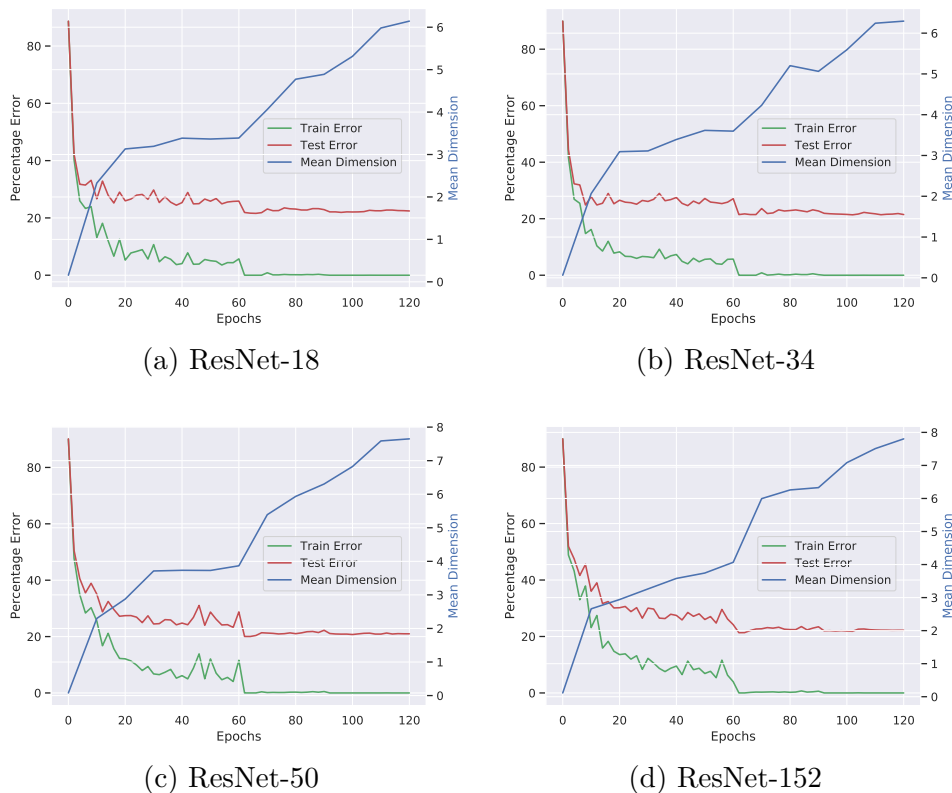 80
60
40
20
0
Percentage Error
6
5
4
3
2
1
0
Mean Dimension
Train Error
Test Error
Mean Dimension
0 20 40 60 80 100 120
Epochs
(a) ResNet-18
80
60
40
20
0
Percentage Error
6
5
4
3
2
1
0
Mean Dimension
Train Error
Test Error
Mean Dimension
0 20 40 60 80 100 120
Epochs
(b) ResNet-34
80
60
40
20
0
Percentage Error
8
7
6
5
4
3
2
1
0
Mean Dimension
Train Error
Test Error
Mean Dimension
0 20 40 60 80 100 120
Epochs
(c) ResNet-50
80
60
40
20
0
Percentage Error
8
7
6
5
4
3
2
1
0
Mean Dimension
Train Error
Test Error
Mean Dimension
0 20 40 60 80 100 120
Epochs
(d) ResNet-152